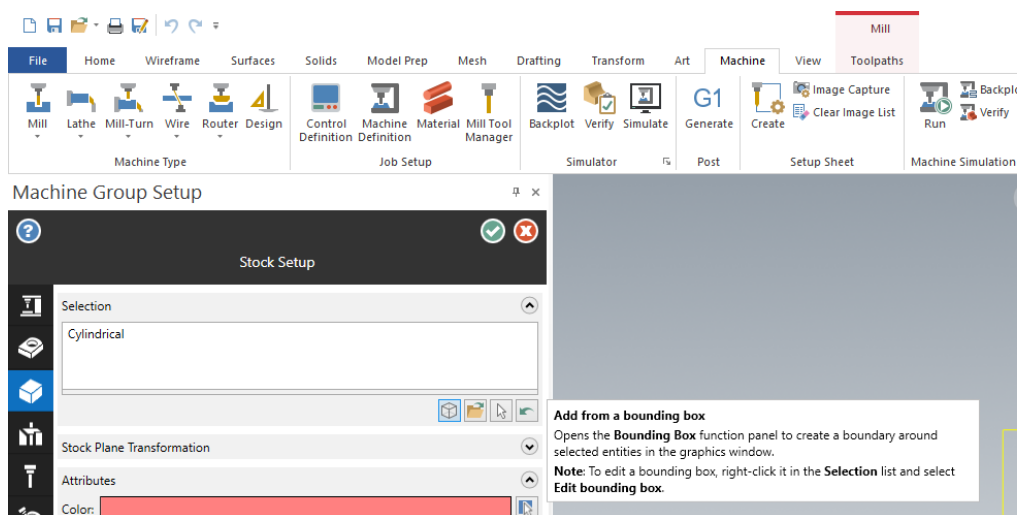 Mill
File Home Wireframe Surfaces Solids Model Prep Mesh Drafting Transform Art Machine View Toolpaths
Mill Lathe Mill-Turn Wire Router Design
Control Definition
Machine Definition
Material
Mill Tool Manager
Backplot Verify Simulate
G1
Generate
Create
Image Capture
Clear Image List
Run
Verify
Machine Type
Job Setup
Simulator
Post
Setup Sheet
Machine Simulation
Machine Group Setup
?
Stock Setup
Selection
Cylindrical
Stock Plane Transformation
Attributes
Color:
Add from a bounding box
Opens the Bounding Box function panel to create a boundary around
selected entities in the graphics window.
Note: To edit a bounding box, right-click it in the Selection list and select
Edit bounding box.